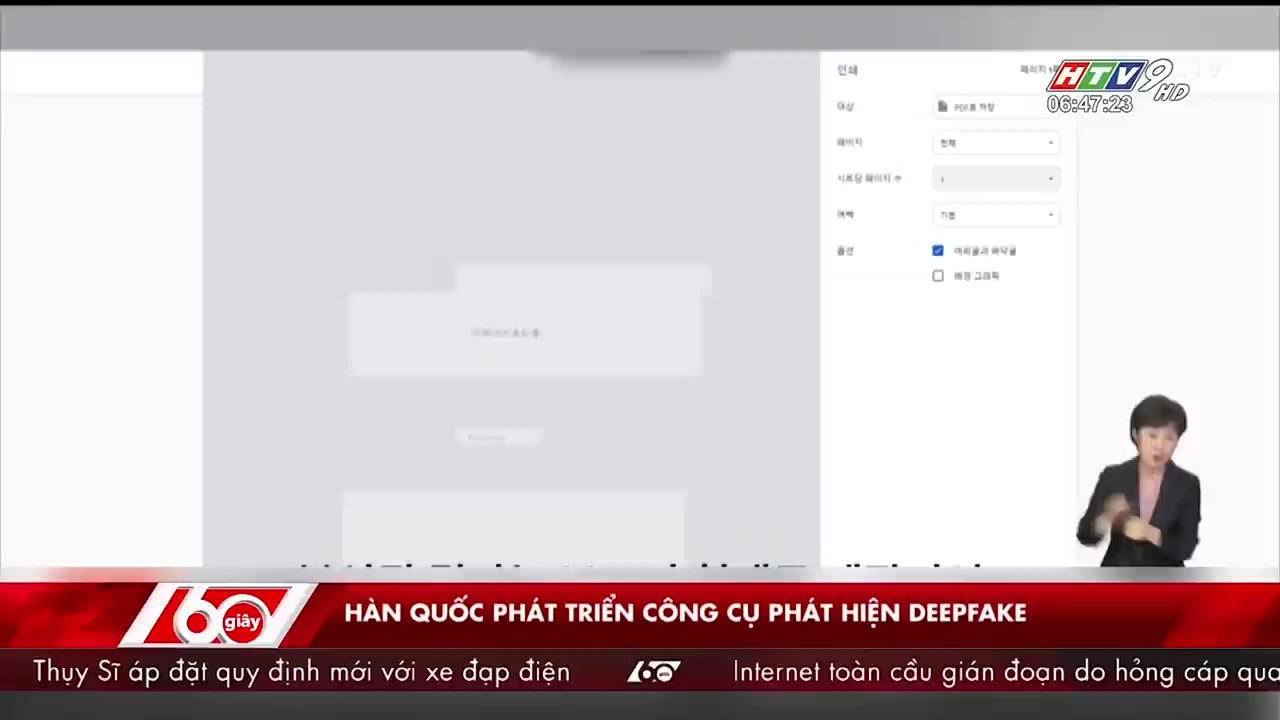 인쇄
HTV9 HD
06:47:23
대상
PDF로 저장
페이지
전체
시트당 페이지 수
1
여백
기본
옵션
머리글과 바닥글
배경 그래픽
60 giây
HÀN QUỐC PHÁT TRIỂN CÔNG CỤ PHÁT HIỆN DEEPFAKE
Thụy Sĩ áp đặt quy định mới với xe đạp điện
60
Internet toàn cầu gián đoạn do hỏng cáp qua